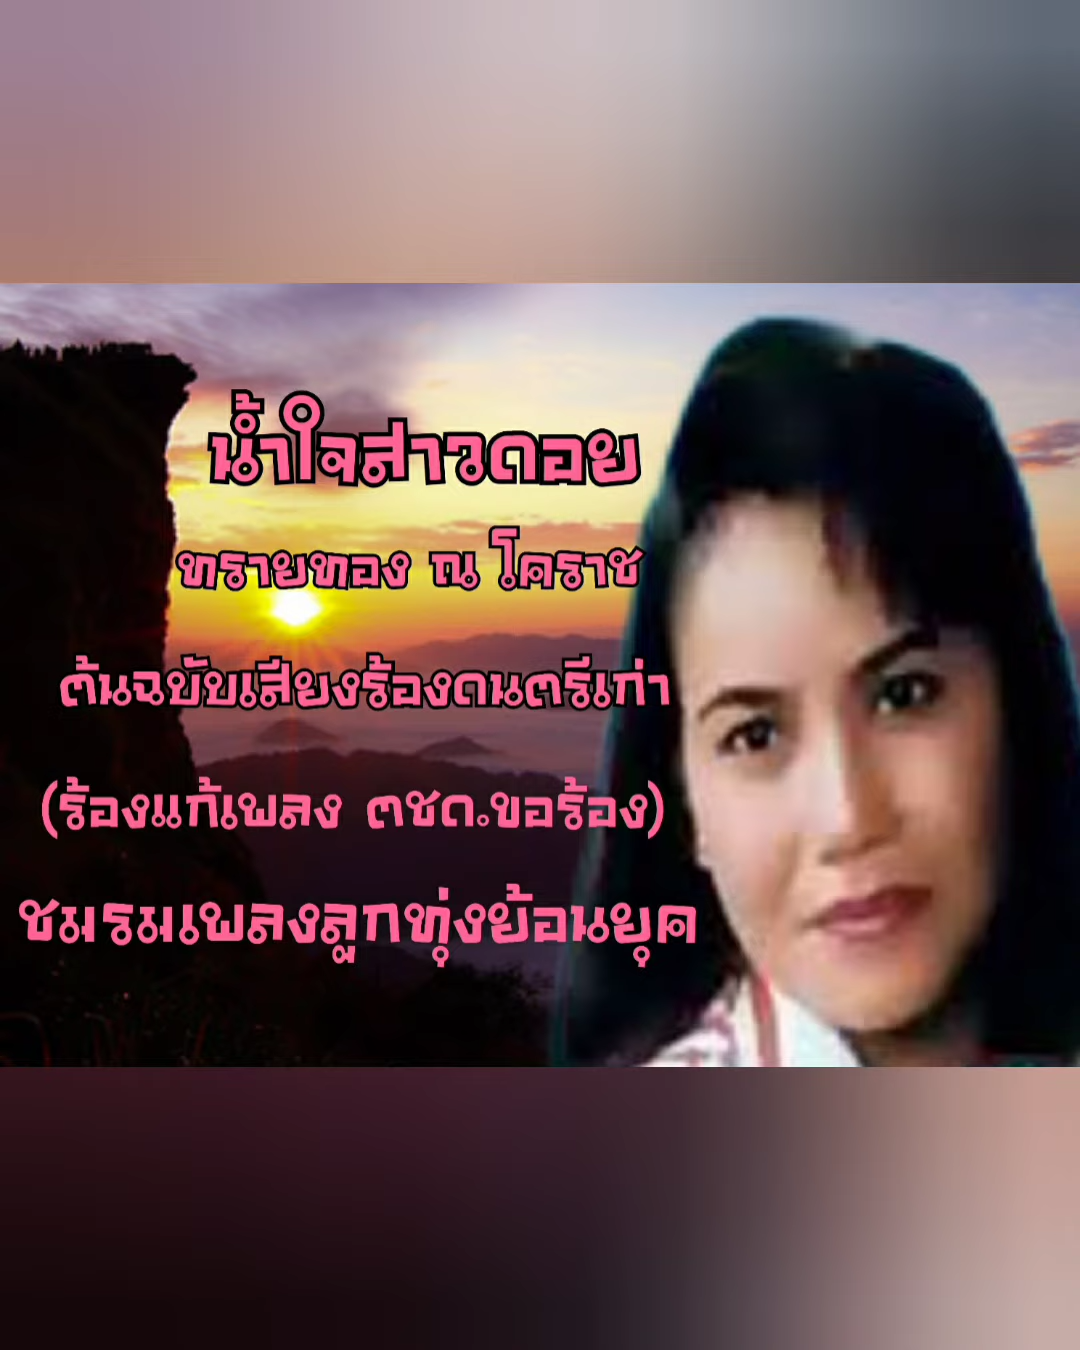 น้ำใจสาวดอย
ทรายทอง ณ โคราช
ต้นฉบับเสียงร้องดนตรีเก่า
(ร้องแก้เพลง ตชด.ขอร้อง)
ชมรมเพลงลูกทุ่งย้อนยุค